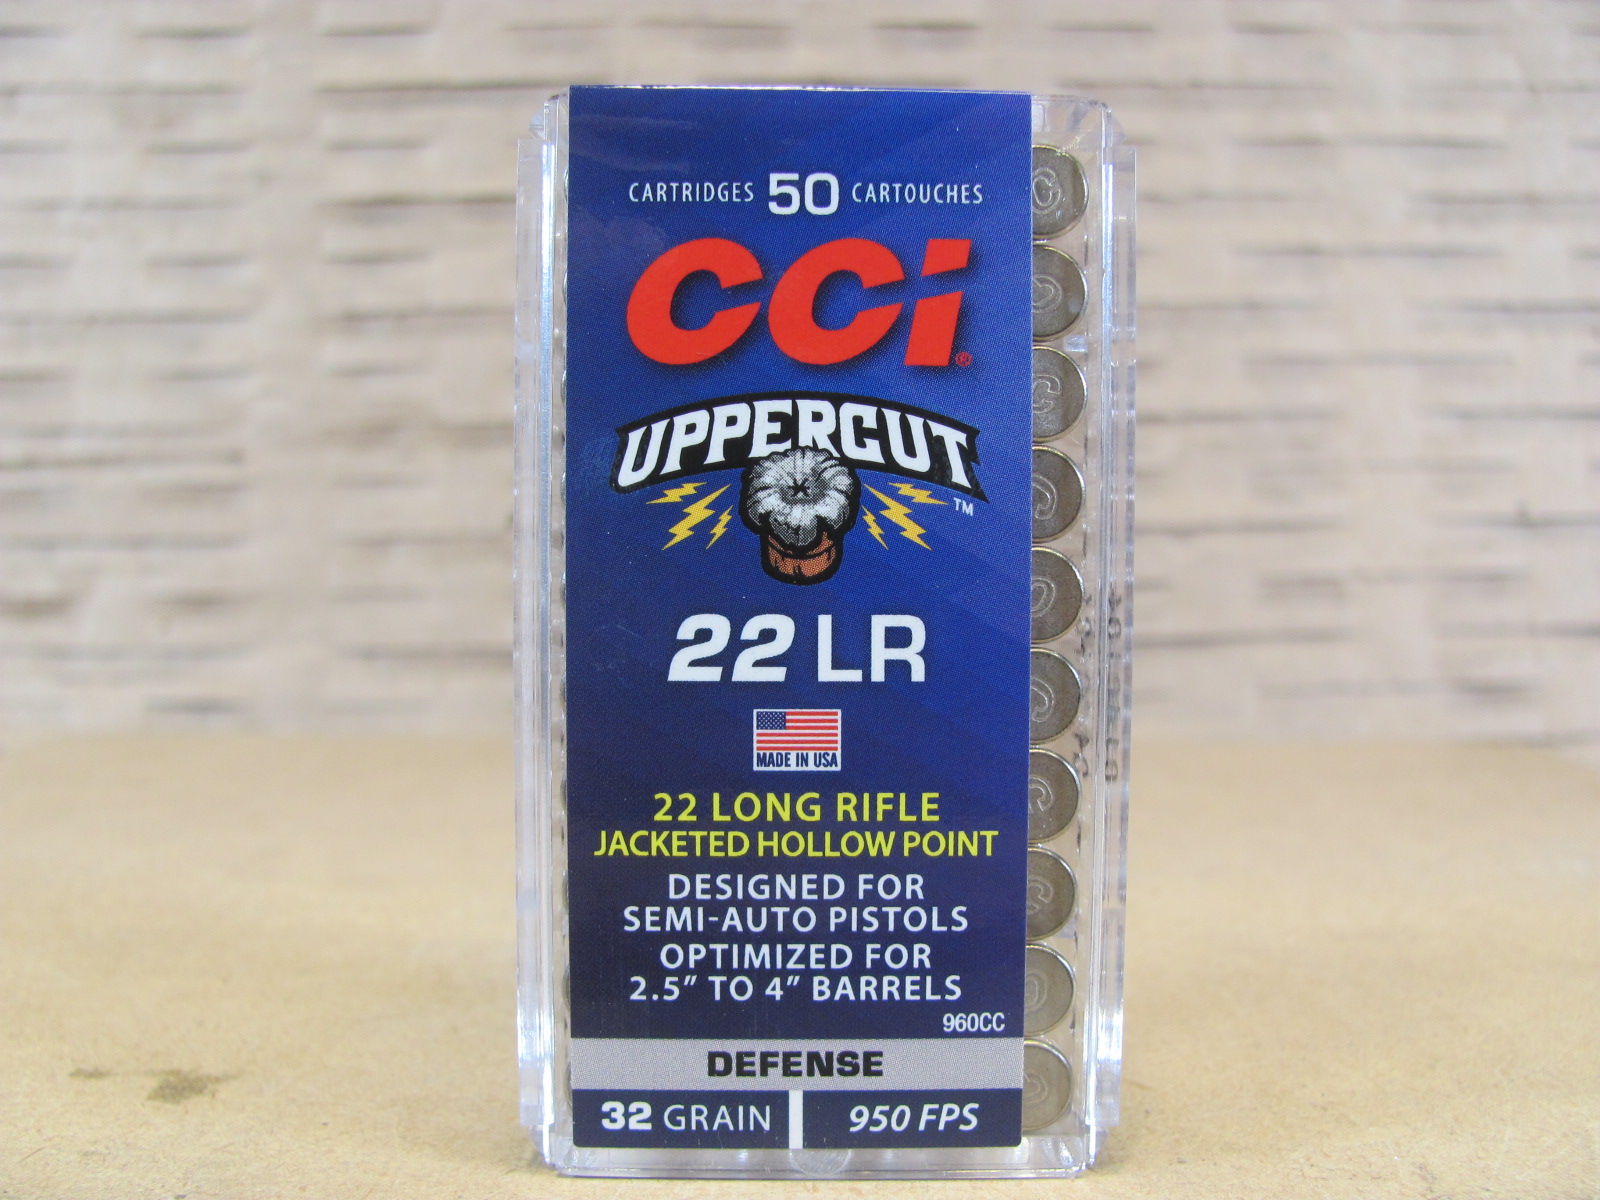 CARTRIDGES 50 CARTOUCHES
CCI®
UPPERCUT™
22 LR
MADE IN USA
22 LONG RIFLE
JACKETED HOLLOW POINT
DESIGNED FOR
SEMI-AUTO PISTOLS
OPTIMIZED FOR
2.5” TO 4” BARRELS
960CC
DEFENSE
32 GRAIN 950 FPS